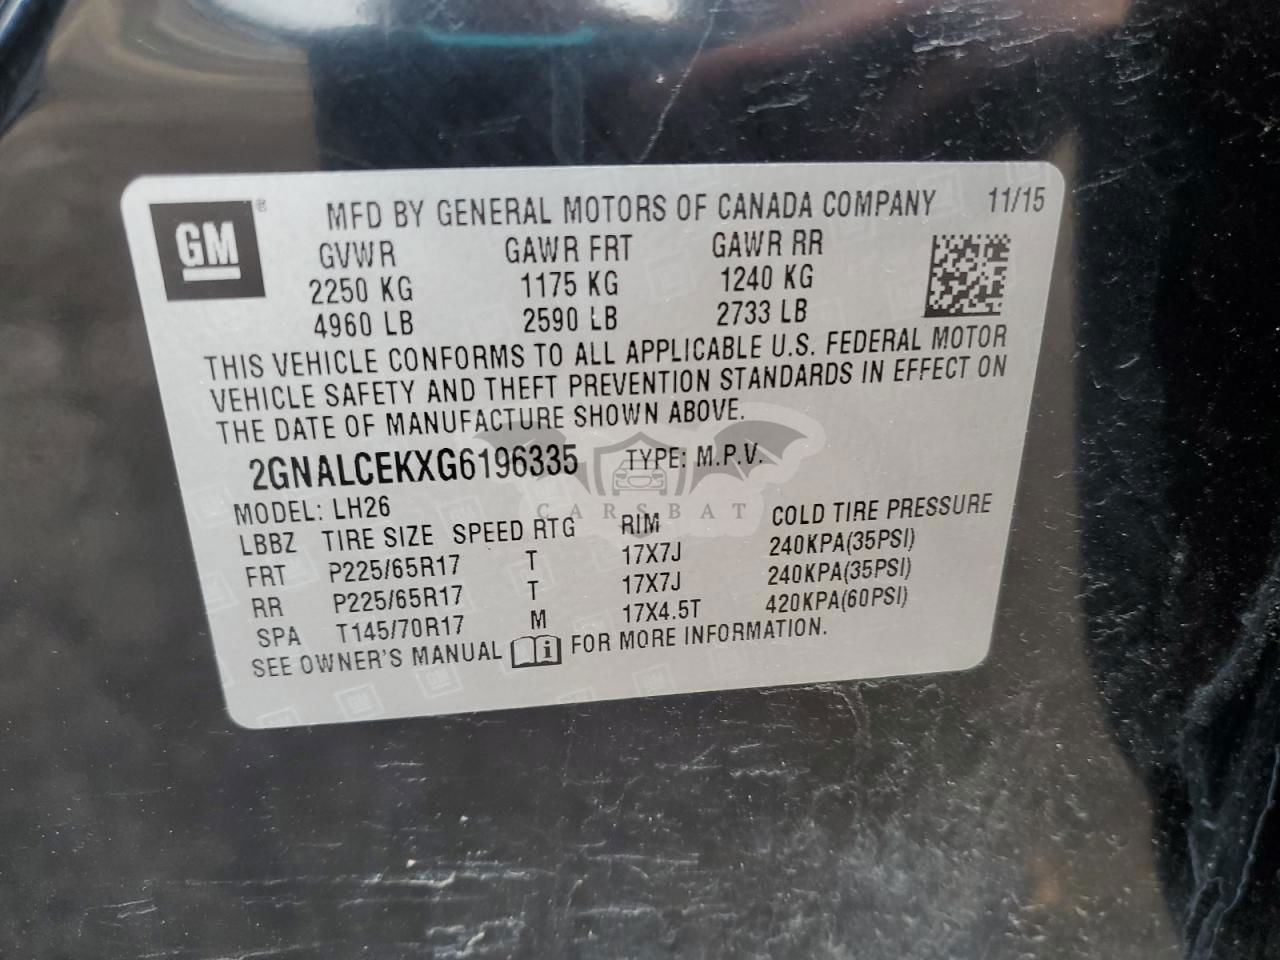 GM ® MFD BY GENERAL MOTORS OF CANADA COMPANY 11/15
GVWR GAWR FRT GAWR RR
2250 KG 1175 KG 1240 KG
4960 LB 2590 LB 2733 LB
THIS VEHICLE CONFORMS TO ALL APPLICABLE U.S. FEDERAL MOTOR
VEHICLE SAFETY AND THEFT PREVENTION STANDARDS IN EFFECT ON
THE DATE OF MANUFACTURE SHOWN ABOVE.
2GNALCEKXG6196335 TYPE: M.P.V.
CARSBAT
MODEL: LH26
LBBZ TIRE SIZE SPEED RTG RIM COLD TIRE PRESSURE
FRT P225/65R17 T 17X7J 240KPA(35PSI)
RR P225/65R17 T 17X7J 240KPA(35PSI)
SPA T145/70R17 M 17X4.5T 420KPA(60PSI)
SEE OWNER'S MANUAL i FOR MORE INFORMATION.
GM GM GM